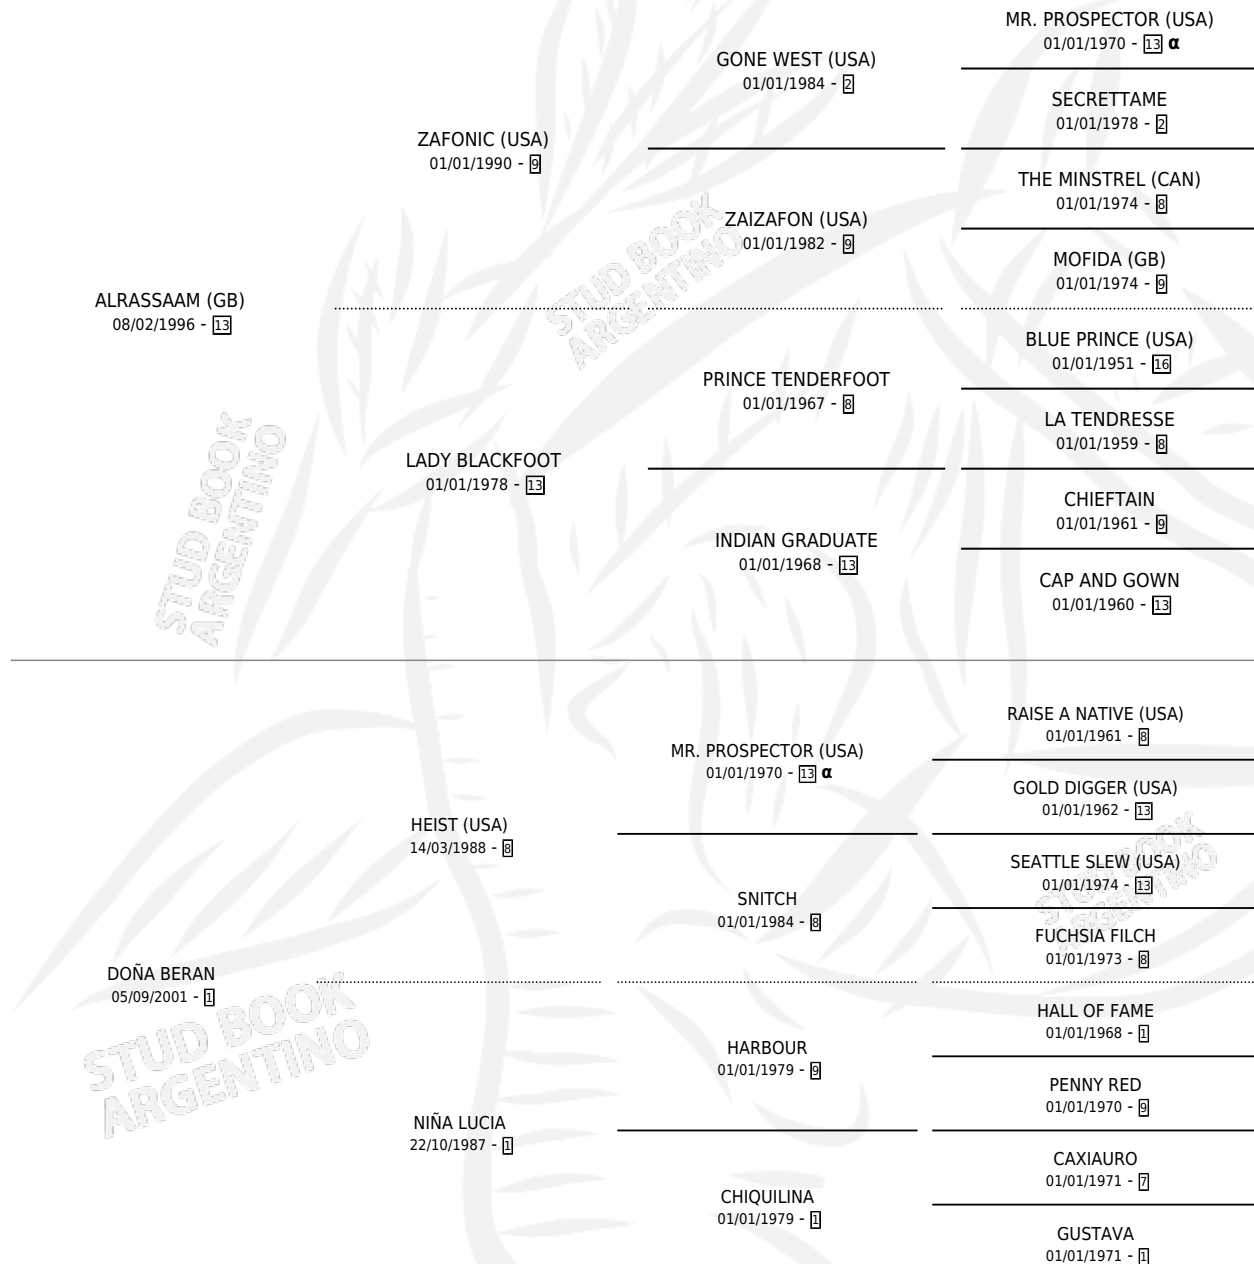 MR. PROSPECTOR (USA)
01/01/1970 - 13 α
GONE WEST (USA)
01/01/1984 - 2
SECRETTAME
01/01/1978 - 2
ZAFONIC (USA)
01/01/1990 - 9
THE MINSTREL (CAN)
01/01/1974 - 8
ZAIZAFON (USA)
01/01/1982 - 9
MOFIDA (GB)
01/01/1974 - 9
ALRASSAAM (GB)
08/02/1996 - 13
BLUE PRINCE (USA)
01/01/1951 - 16
PRINCE TENDERFOOT
01/01/1967 - 8
LA TENDRESSE
01/01/1959 - 8
LADY BLACKFOOT
01/01/1978 - 13
CHIEFTAIN
01/01/1961 - 9
INDIAN GRADUATE
01/01/1968 - 13
CAP AND GOWN
01/01/1960 - 13
RAISE A NATIVE (USA)
01/01/1961 - 8
MR. PROSPECTOR (USA)
01/01/1970 - 13 α
GOLD DIGGER (USA)
01/01/1962 - 13
HEIST (USA)
14/03/1988 - 8
SEATTLE SLEW (USA)
01/01/1974 - 13
SNITCH
01/01/1984 - 8
FUCHSIA FILCH
01/01/1973 - 8
DOÑA BERAN
05/09/2001 - 1
HALL OF FAME
01/01/1968 - 1
HARBOUR
01/01/1979 - 9
PENNY RED
01/01/1970 - 9
NIÑA LUCIA
22/10/1987 - 1
CAXIAURO
01/01/1971 - 7
CHIQUILINA
01/01/1979 - 1
GUSTAVA
01/01/1971 - 1
STUD BOOK
ARGENTINO
STUD BOOK
ARGENTINO
STUD BOOK
ARGENTINO
STUD BOOK
ARGENTINO